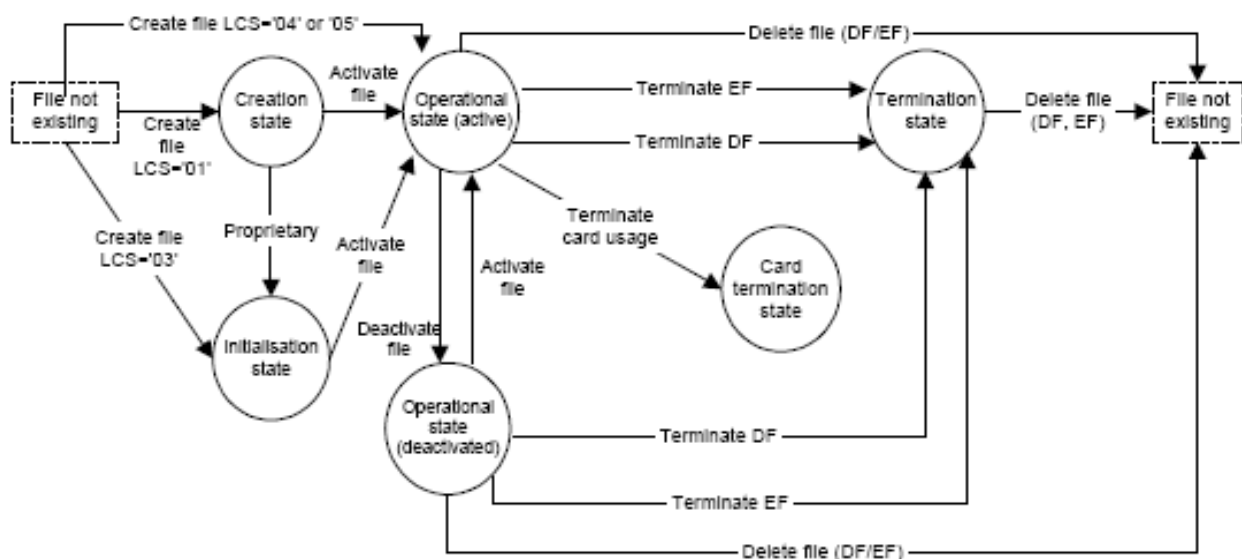 Create file LCS='04' or '05'
Delete file (DF/EF)
File not
existing
Create
file
LCS='01'
Creation
state
Activate
file
Operational
state (active)
Terminate EF
Terminate DF
Termination
state
Delete file
(DF, EF)
File not
existing
Create file
LCS='03'
Proprietary
Activate
file
Activate
file
Terminate
card usage
Card
termination
state
Initialisation
state
Deactivate
file
Operational
state
(deactivated)
Terminate DF
Terminate EF
Delete file (DF/EF)